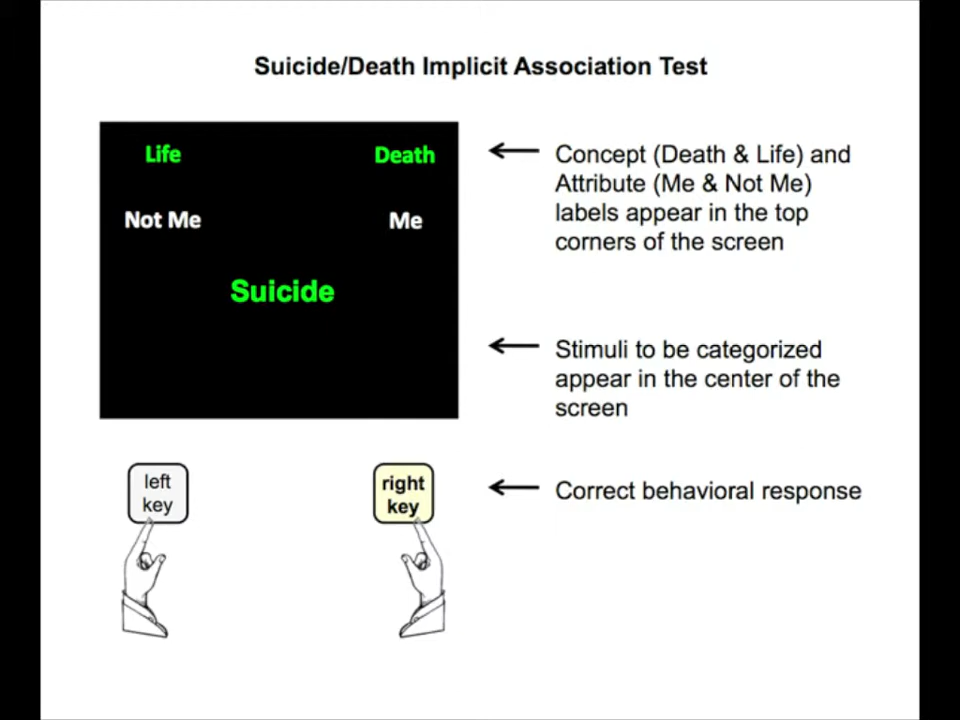 Suicide/Death Implicit Association Test
Life
Death
Not Me
Me
Suicide
Concept (Death & Life) and
Attribute (Me & Not Me)
labels appear in the top
corners of the screen
Stimuli to be categorized
appear in the center of the
screen
left
key
right
key
Correct behavioral response